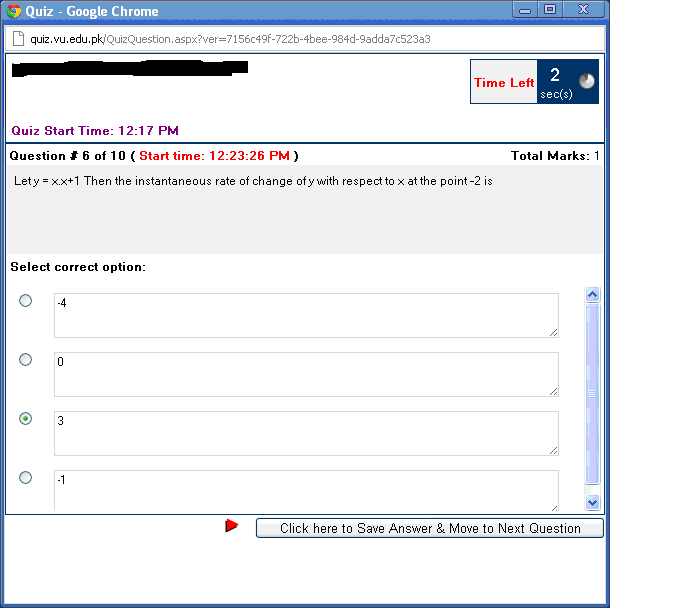 Quiz - Google Chrome
quiz.vu.edu.pk/QuizQuestion.aspx?ver=7156c49f-722b-4bee-984d-9adda7c523a3
Time Left 2
sec(s)
Quiz Start Time: 12:17 PM
Question # 6 of 10 ( Start time: 12:23:26 PM ) Total Marks: 1
Let y = x.x+1 Then the instantaneous rate of change of y with respect to x at the point -2 is
Select correct option:
-4
0
3
-1
Click here to Save Answer & Move to Next Question